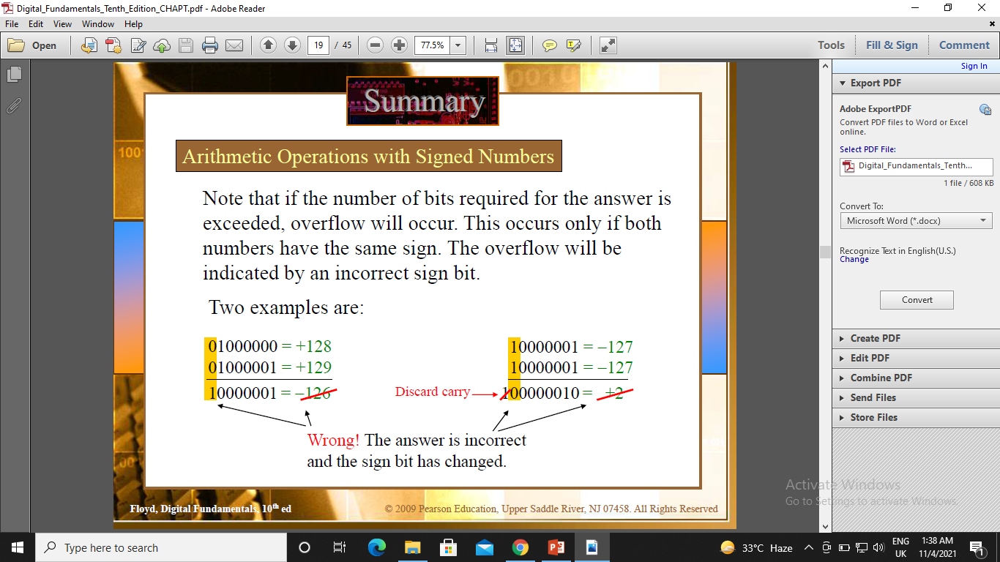 Digital_Fundamentals_Tenth_Edition_CHAPT.pdf - Adobe Reader
File Edit View Window Help
Open 19 / 45 77.5% Tools Fill & Sign Comment
Sign In
Export PDF
Adobe ExportPDF
Convert PDF files to Word or Excel
online.
Select PDF File:
Digital_Fundamentals_Tenth...
1 file / 608 KB
Convert To:
Microsoft Word (*.docx)
Recognize Text in English(U.S.)
Change
Convert
Create PDF
Edit PDF
Combine PDF
Send Files
Store Files
Summary
Arithmetic Operations with Signed Numbers
Note that if the number of bits required for the answer is
exceeded, overflow will occur. This occurs only if both
numbers have the same sign. The overflow will be
indicated by an incorrect sign bit.
Two examples are:
01000000 = +128
01000001 = +129
10000001 = –126
10000001 = –127
10000001 = –127
Discard carry 100000010 = +2
Wrong! The answer is incorrect
and the sign bit has changed.
Floyd, Digital Fundamentals, 10th ed
© 2009 Pearson Education, Upper Saddle River, NJ 07458. All Rights Reserved
Activate Windows
Go to Settings to activate Windows.
Type here to search
33°C Haze
ENG
UK
1:38 AM
11/4/2021
1